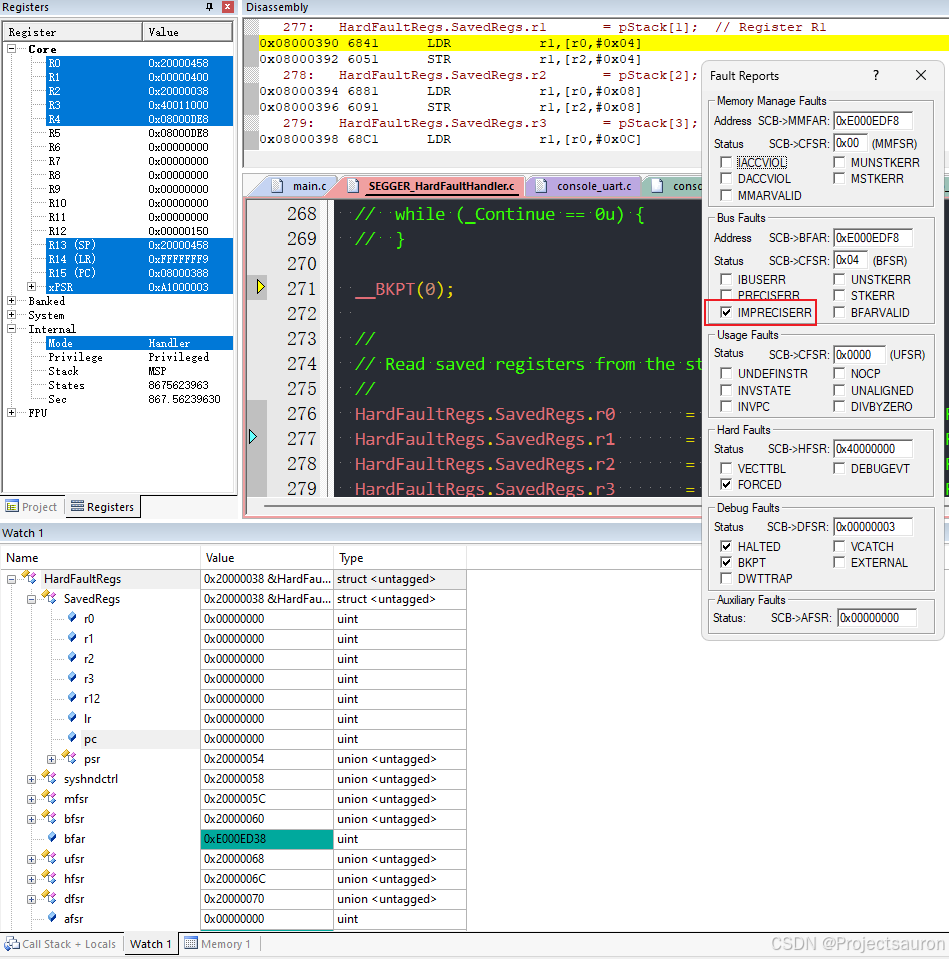 Registers
Register Value
Core
R0 0x20000458
R1 0x00000400
R2 0x20000038
R3 0x40011000
R4 0x08000DE8
R5 0x08000DE8
R6 0x00000000
R7 0x00000000
R8 0x00000000
R9 0x00000000
R10 0x00000000
R11 0x00000000
R12 0x00000150
R13 (SP) 0x20000458
R14 (LR) 0xFFFFFFF9
R15 (PC) 0x08000388
xPSR 0xA1000003
Banked
System
Internal
Mode Handler
Privilege Privileged
Stack MSP
States 8675623963
Sec 867.56239630
FPU
Project Registers
Disassembly
277: HardFaultRegs.SavedRegs.r1 = pStack[1]; // Register R1
0x08000390 6841 LDR r1,[r0,#0x04]
0x08000392 6051 STR r1,[r2,#0x04]
278: HardFaultRegs.SavedRegs.r2 = pStack[2];
0x08000394 6881 LDR r1,[r0,#0x08]
0x08000396 6091 STR r1,[r2,#0x08]
279: HardFaultRegs.SavedRegs.r3 = pStack[3];
0x08000398 68C1 LDR r1,[r0,#0x0C]
main.c SEGGER_HardFaultHandler.c console_uart.c conso
268 // while (_Continue == 0u) {
269 // }
270
271 __BKPT(0);
272
273 //
274 // Read saved registers from the st
275 //
276 HardFaultRegs.SavedRegs.r0 =
277 HardFaultRegs.SavedRegs.r1 =
278 HardFaultRegs.SavedRegs.r2 =
279 HardFaultRegs.SavedRegs.r3 =
Fault Reports ?
Memory Manage Faults
Address SCB->MMFAR: 0xE000EDF8
Status SCB->CFSR: 0x00 (MMFSR)
IACCVIOL MUNSTKERR
DACCVIOL MSTKERR
MMARVALID
Bus Faults
Address SCB->BFAR: 0xE000EDF8
Status SCB->CFSR: 0x04 (BFSR)
IBUSERR UNSTKERR
PRECISERR STKERR
IMPRECISERR BFARVALID
Usage Faults
Status SCB->CFSR: 0x0000 (UFSR)
UNDEFINSTR NOCP
INVSTATE UNALIGNED
INVPC DIVBYZERO
Hard Faults
Status SCB->HFSR: 0x40000000
VECTTBL DEBUGEVT
FORCED
Debug Faults
Status SCB->DFSR: 0x00000003
HALTED VCATCH
BKPT EXTERNAL
DWTTRAP
Auxiliary Faults
Status: SCB->AFSR: 0x00000000
Watch 1
Name Value Type
HardFaultRegs 0x20000038 &HardFau... struct <untagged>
SavedRegs 0x20000038 &HardFau... struct <untagged>
r0 0x00000000 uint
r1 0x00000000 uint
r2 0x00000000 uint
r3 0x00000000 uint
r12 0x00000000 uint
lr 0x00000000 uint
pc 0x00000000 uint
psr 0x20000054 union <untagged>
syshndctrl 0x20000058 union <untagged>
mfsr 0x2000005C union <untagged>
bfsr 0x20000060 union <untagged>
bfar 0xE000ED38 uint
ufsr 0x20000068 union <untagged>
hfsr 0x2000006C union <untagged>
dfsr 0x20000070 union <untagged>
afsr 0x00000000 uint
Call Stack + Locals Watch 1 Memory 1
CSDN @Projectsauron